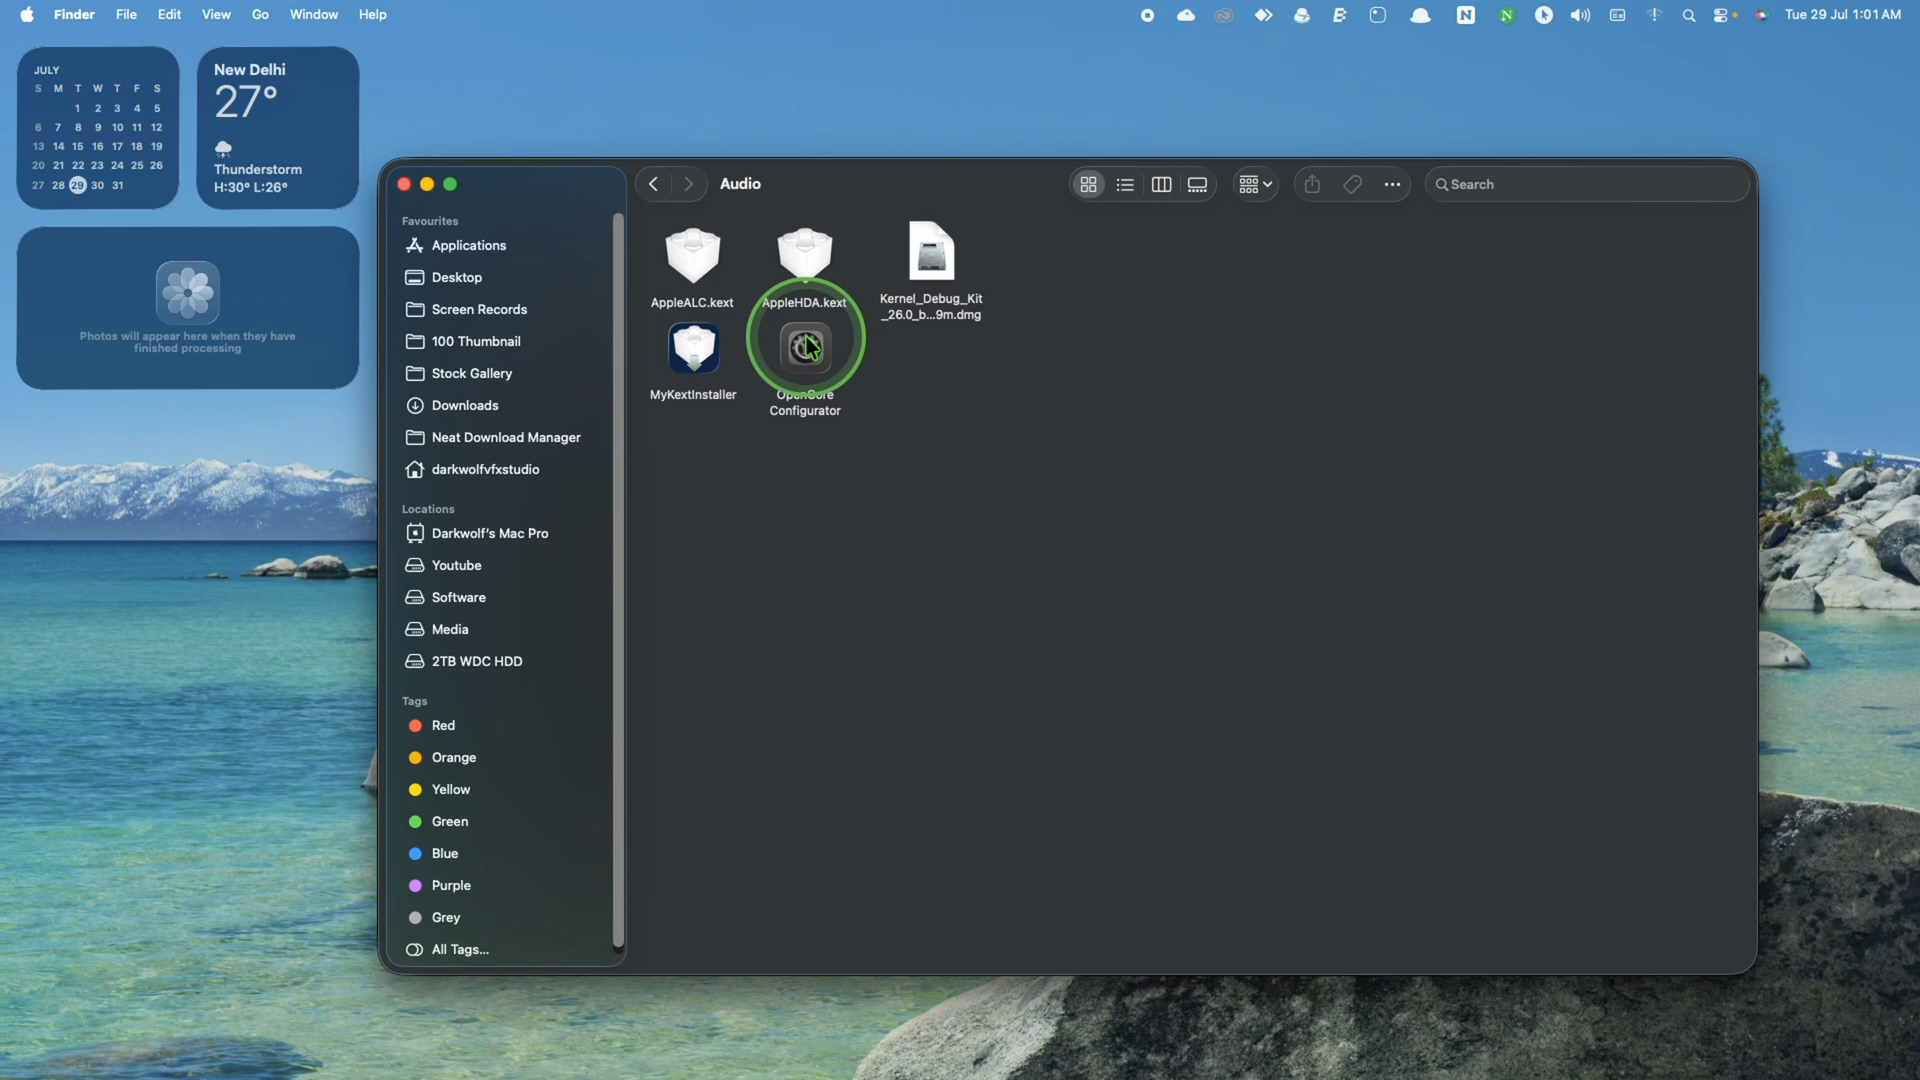 Finder File Edit View Go Window Help
N N Tue 29 Jul 1:01 AM
JULY
S M T W T F S
1 2 3 4 5
6 7 8 9 10 11 12
13 14 15 16 17 18 19
20 21 22 23 24 25 26
27 28 29 30 31
New Delhi
27°
Thunderstorm
H:30° L:26°
Photos will appear here when they have
finished processing
Favourites
Applications
Desktop
Screen Records
100 Thumbnail
Stock Gallery
Downloads
Neat Download Manager
darkwolfvfxstudio
Locations
Darkwolf's Mac Pro
Youtube
Software
Media
2TB WDC HDD
Tags
Red
Orange
Yellow
Green
Blue
Purple
Grey
All Tags...
Audio
Search
AppleALC.kext
AppleHDA.kext
Kernel_Debug_Kit
_26.0_b...9m.dmg
MyKextInstaller
OpenCore
Configurator